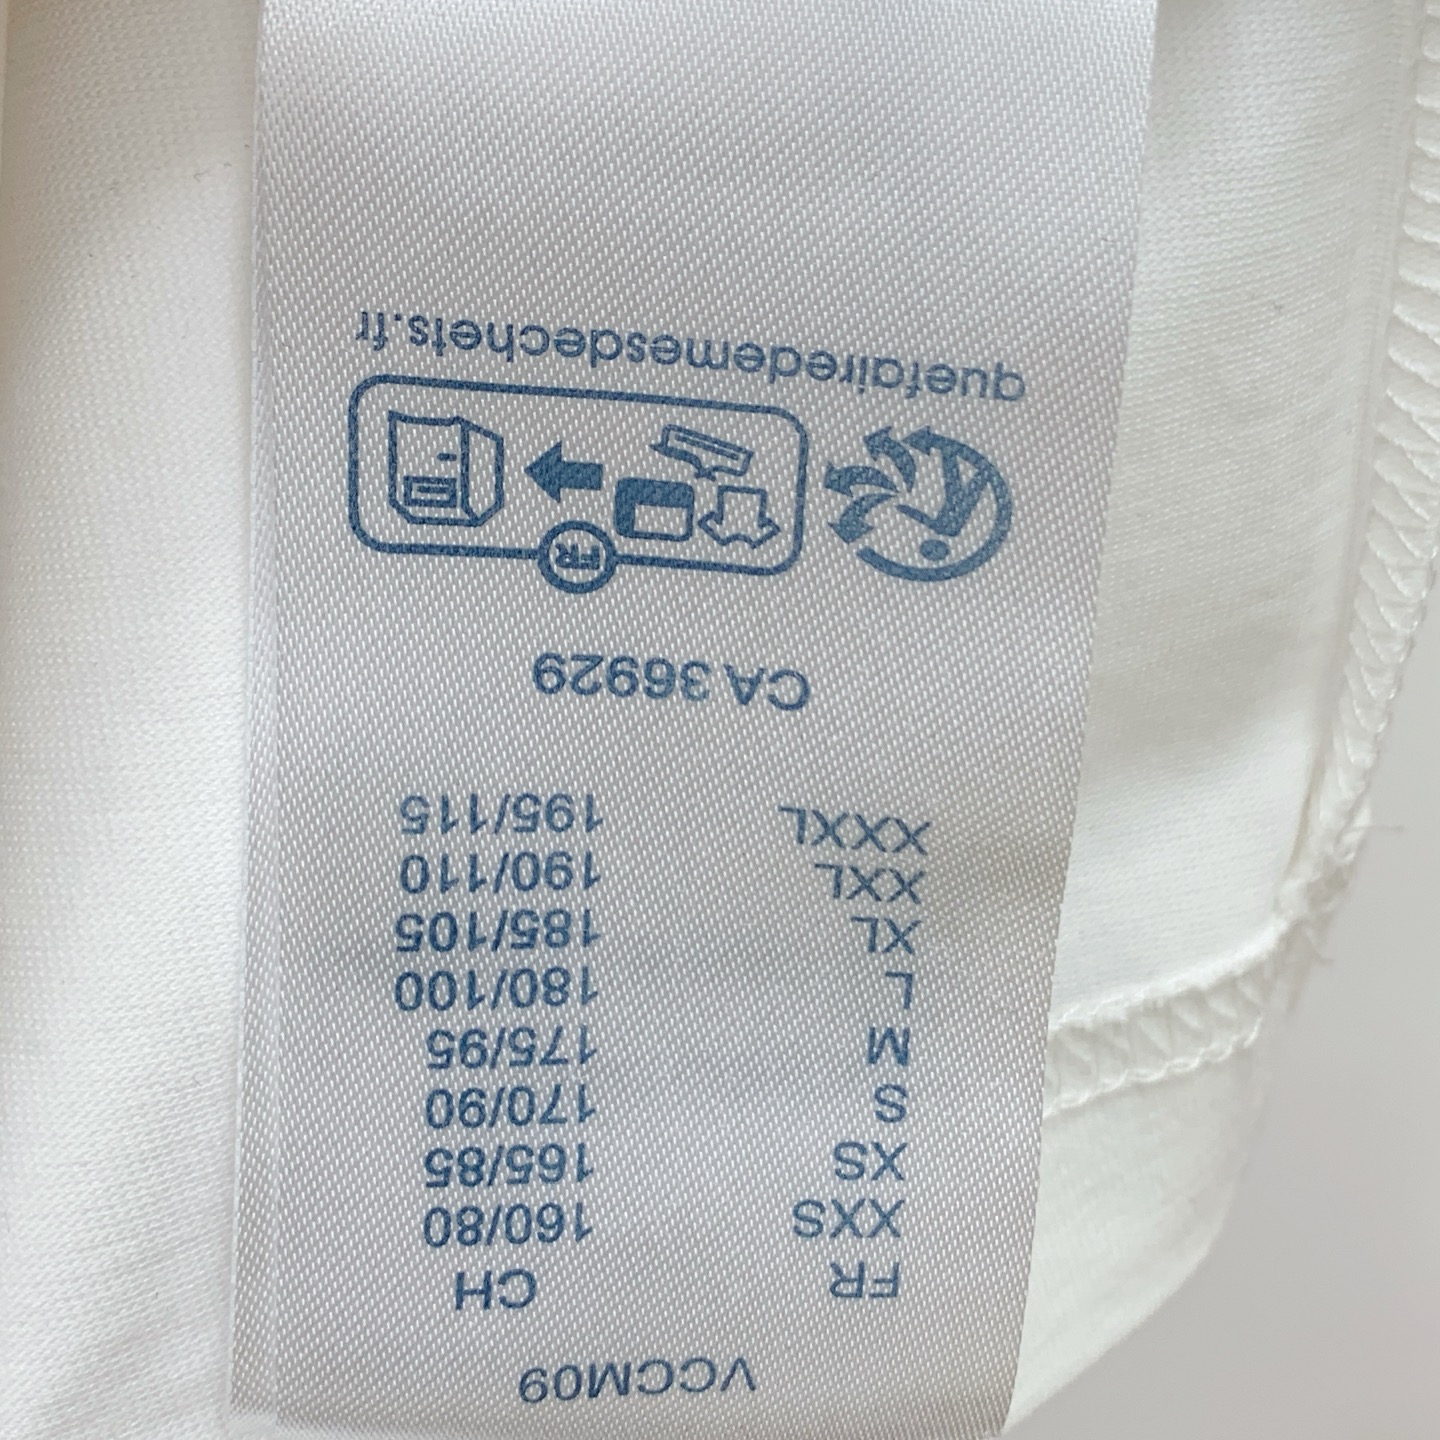 VCCM09
FR CH
XXS 160/80
XS 165/85
S 170/90
M 175/95
L 180/100
XL 185/105
XXL 190/110
XXXL 195/115
CA 36929
FR
quefairedemesdechets.fr